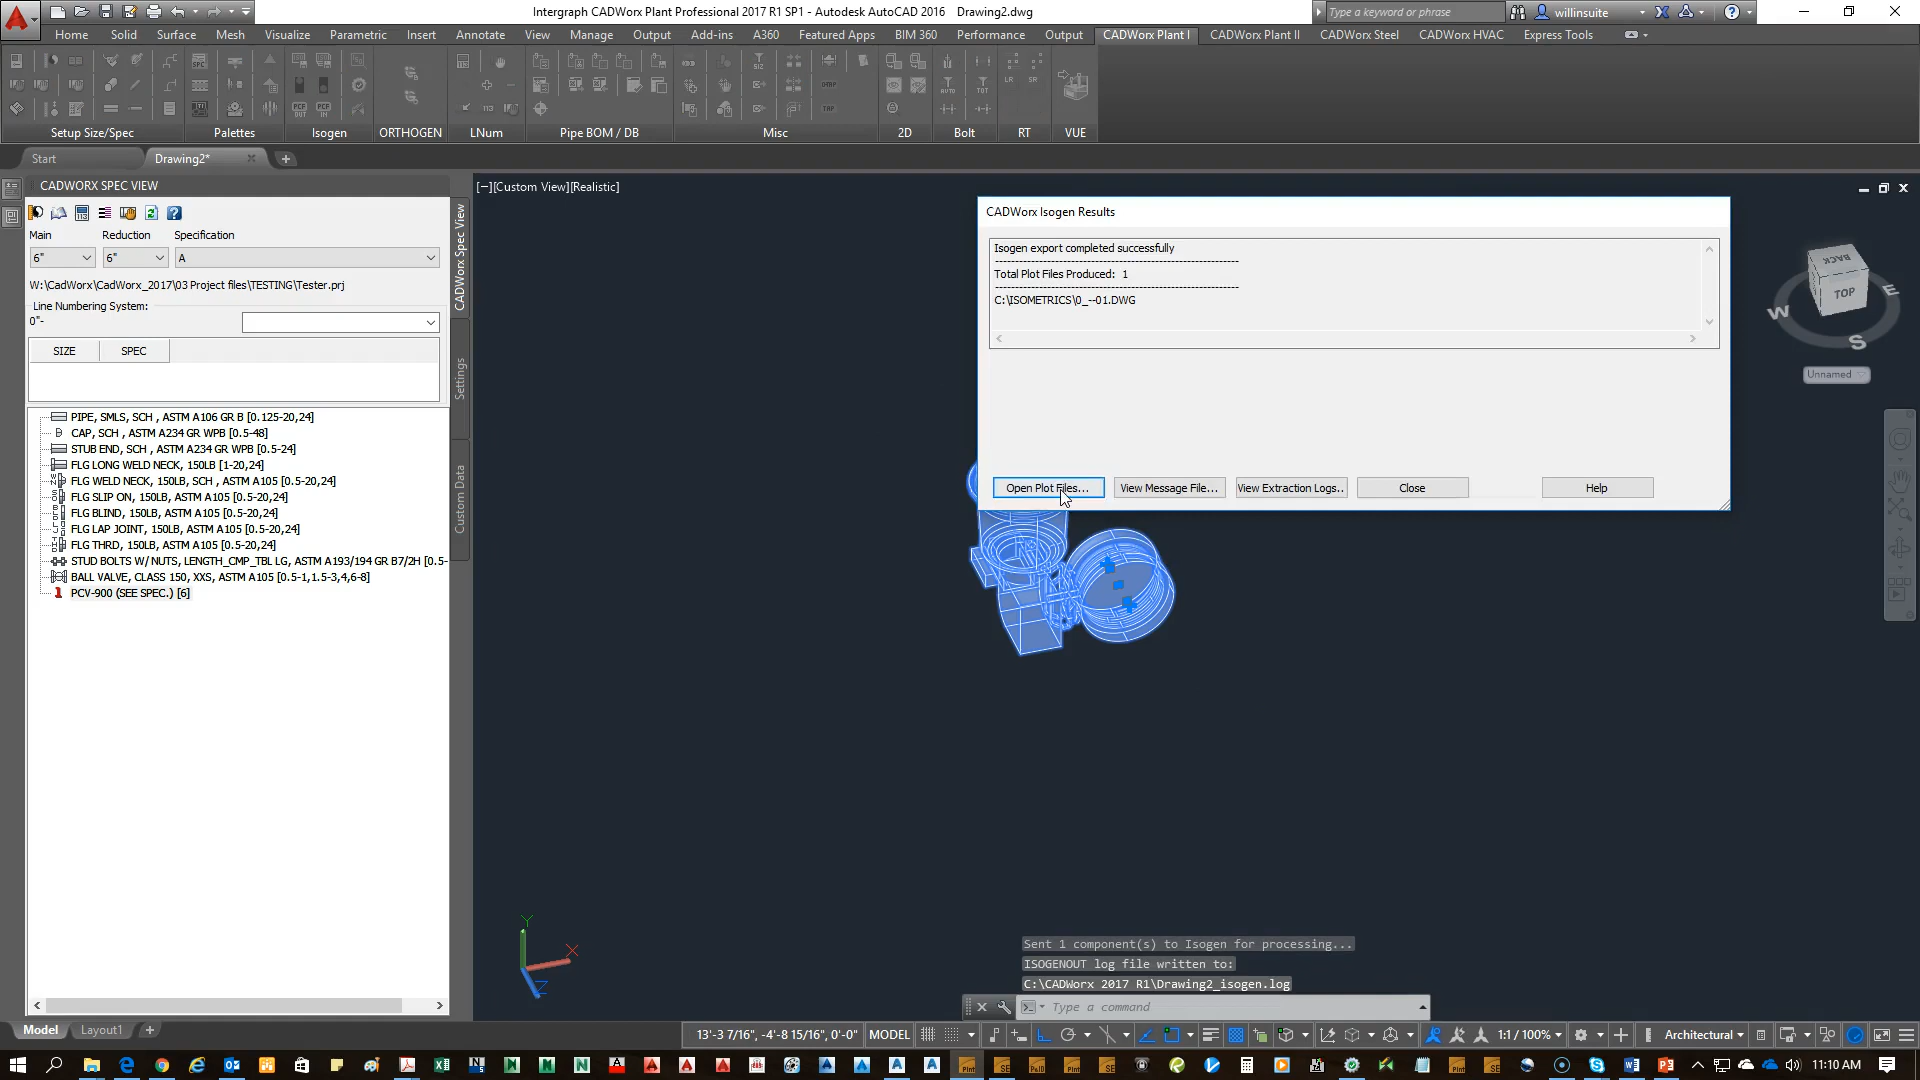 Intergraph CADWorx Plant Professional 2017 R1 SP1 - Autodesk AutoCAD 2016 Drawing2.dwg
Type a keyword or phrase
willinsuite
Home Solid Surface Mesh Visualize Parametric Insert Annotate View Manage Output Add-ins A360 Featured Apps BIM 360 Performance Output CADWorx Plant I CADWorx Plant II CADWorx Steel CADWorx HVAC Express Tools
Setup Size/Spec Palettes Isogen ORTHOGEN LNum Pipe BOM / DB Misc 2D Bolt RT VUE
Start Drawing2*
CADWORX SPEC VIEW
[−][Custom View][Realistic]
Main Reduction Specification
6" 6" A
W:\CadWorx\CadWorx_2017\03 Project files\TESTING\Tester.prj
Line Numbering System:
0"-
SIZE SPEC
PIPE, SMLS, SCH , ASTM A106 GR B [0.125-20,24]
CAP, SCH , ASTM A234 GR WPB [0.5-48]
STUB END, SCH , ASTM A234 GR WPB [0.5-24]
FLG LONG WELD NECK, 150LB [1-20,24]
FLG WELD NECK, 150LB, SCH , ASTM A105 [0.5-20,24]
FLG SLIP ON, 150LB, ASTM A105 [0.5-20,24]
FLG BLIND, 150LB, ASTM A105 [0.5-20,24]
FLG LAP JOINT, 150LB, ASTM A105 [0.5-20,24]
FLG THRD, 150LB, ASTM A105 [0.5-20,24]
STUD BOLTS W/ NUTS, LENGTH_CMP_TBL LG, ASTM A193/194 GR B7/2H [0.5-
BALL VALVE, CLASS 150, XXS, ASTM A105 [0.5-1,1.5-3,4,6-8]
PCV-900 (SEE SPEC.) [6]
CADWorx Spec View
Settings
Custom Data
CADWorx Isogen Results
Isogen export completed successfully
Total Plot Files Produced: 1
C:\ISOMETRICS\0_--01.DWG
Open Plot Files... View Message File... View Extraction Logs.. Close Help
BACK
TOP
W E S
Unnamed
Y X Z
Sent 1 component(s) to Isogen for processing...
ISOGENOUT log file written to:
C:\CADWorx 2017 R1\Drawing2_isogen.log
Type a command
Model Layout1
13'-3 7/16", -4'-8 15/16", 0'-0" MODEL 1:1 / 100% Architectural
11:10 AM